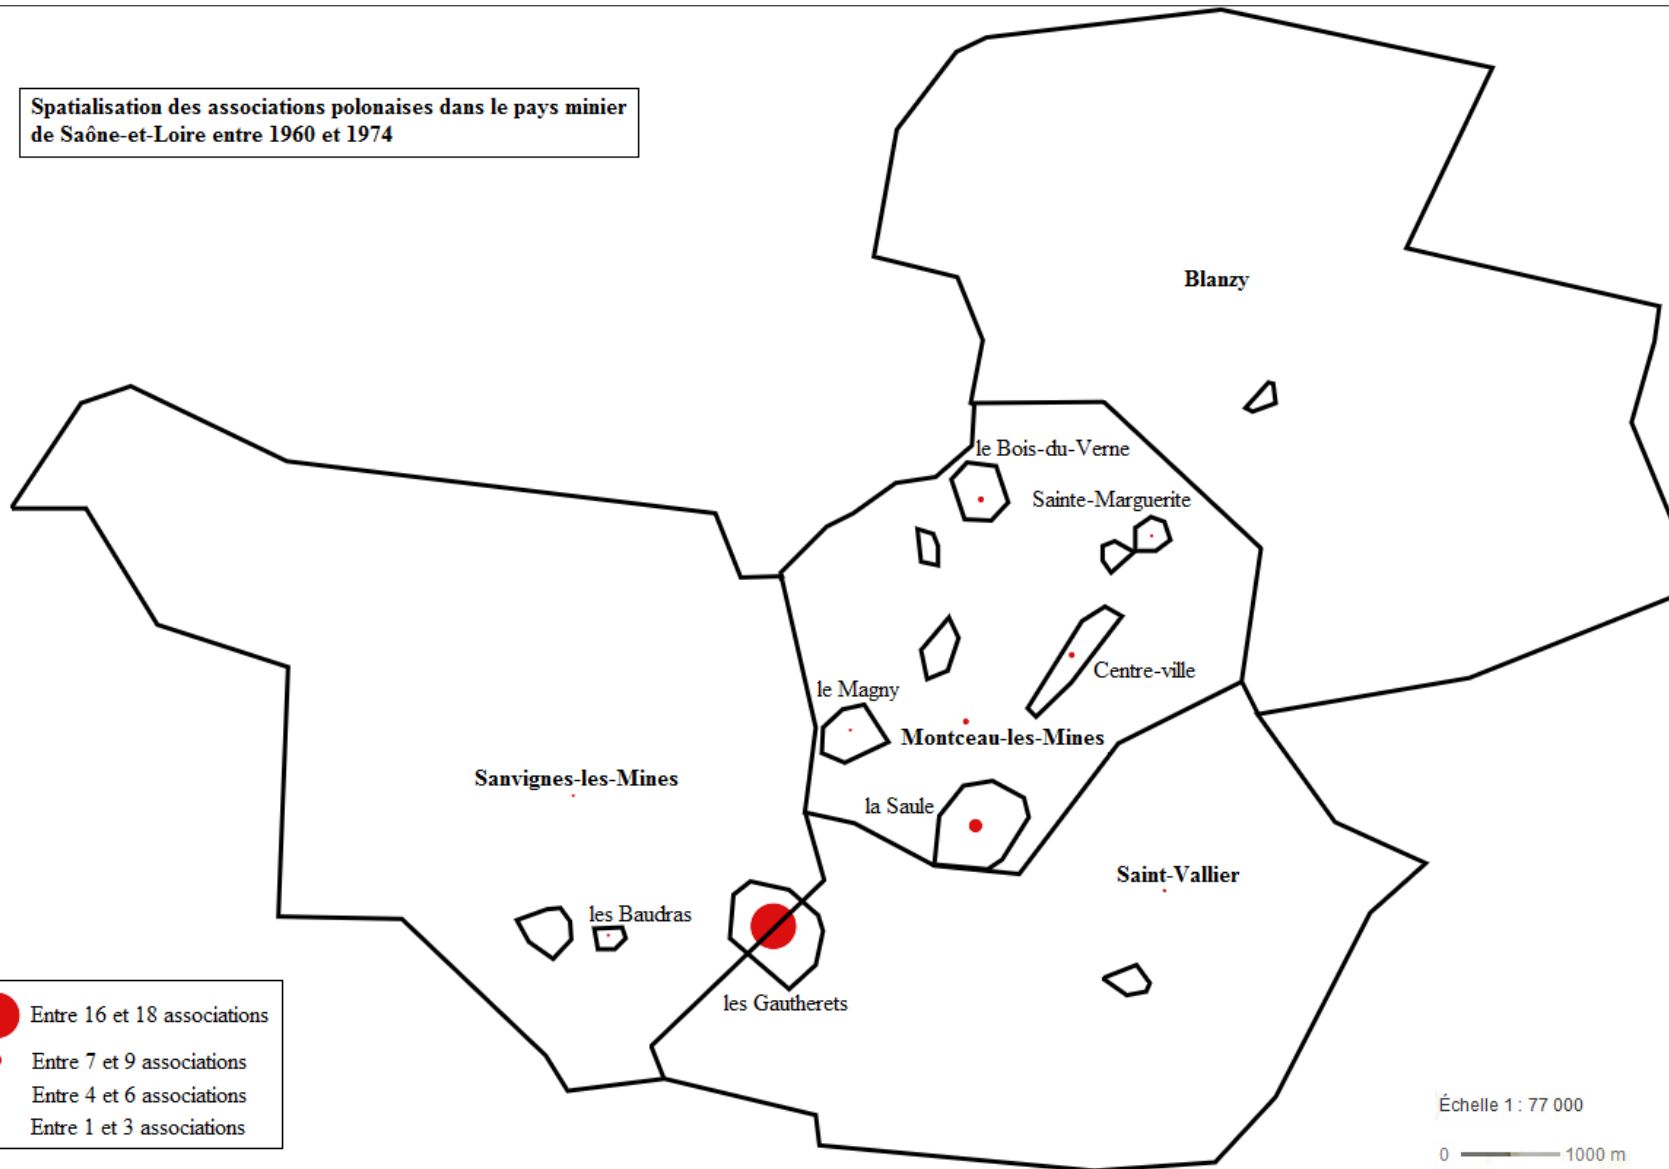 Spatialisation des associations polonaises dans le pays minier
de Saône-et-Loire entre 1960 et 1974
Blanzy
le Bois-du-Verne
Sainte-Marguerite
Centre-ville
le Magny
Montceau-les-Mines
Sanvignes-les-Mines
la Saule
Saint-Vallier
les Baudras
les Gautherets
Entre 16 et 18 associations
Entre 7 et 9 associations
Entre 4 et 6 associations
Entre 1 et 3 associations
Échelle 1 : 77 000
0 1000 m